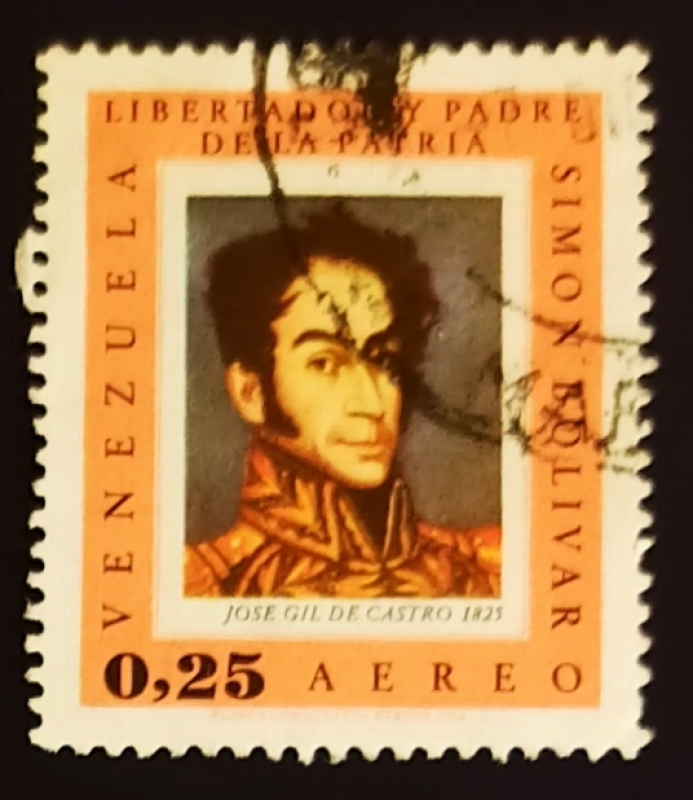 LIBERTADOR Y PADRE
DE LA PATRIA
VENEZUELA
SIMON BOLIVAR
JOSE GIL DE CASTRO 1825
0,25 AEREO